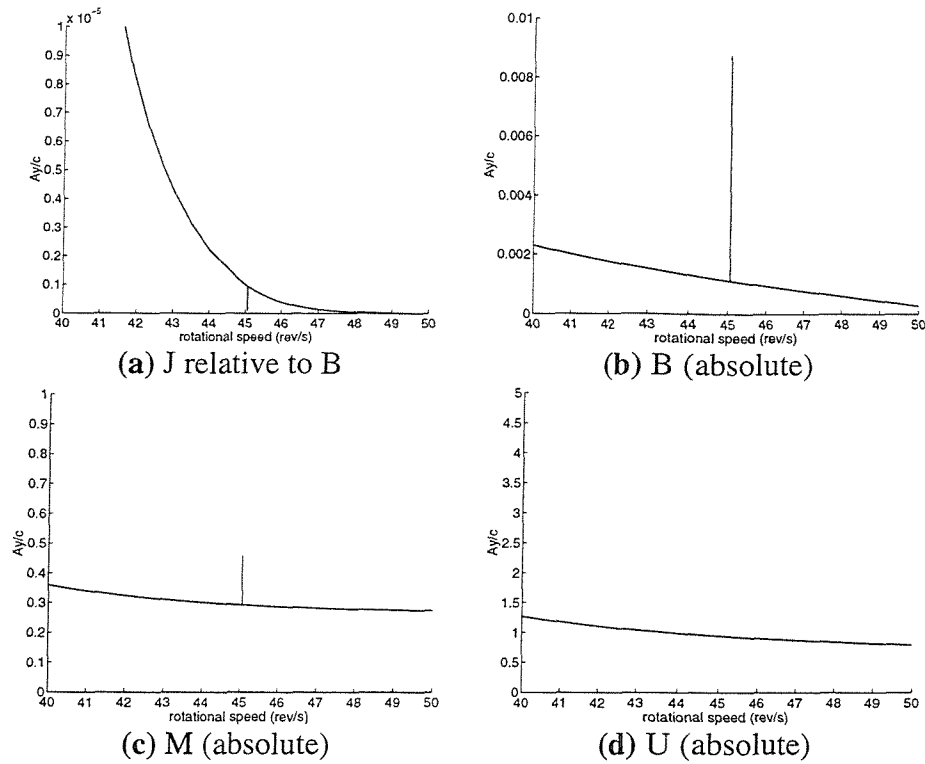 1 x 10^-5
0.9
0.8
0.7
0.6
0.5
0.4
0.3
0.2
0.1
0
Ay/c
40 41 42 43 44 45 46 47 48 49 50
rotational speed (rev/s)
(a) J relative to B
0.01
0.008
0.006
0.004
0.002
0
Ay/c
40 41 42 43 44 45 46 47 48 49 50
rotational speed (rev/s)
(b) B (absolute)
1
0.9
0.8
0.7
0.6
0.5
0.4
0.3
0.2
0.1
0
Ay/c
40 41 42 43 44 45 46 47 48 49 50
rotational speed (rev/s)
(c) M (absolute)
5
4.5
4
3.5
3
2.5
2
1.5
1
0.5
0
Ay/c
40 41 42 43 44 45 46 47 48 49 50
rotational speed (rev/s)
(d) U (absolute)